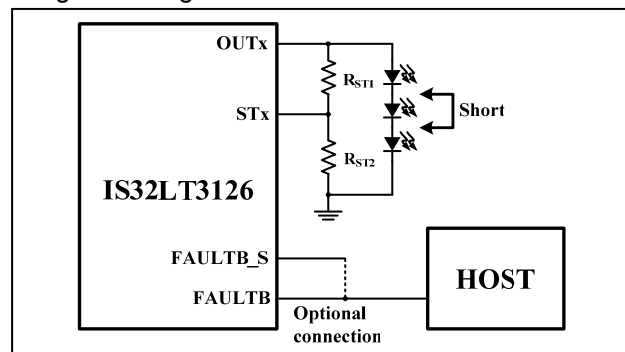 OUTx
RST1
STx
Short
RST2
IS32LT3126
FAULTB_S
HOST
FAULTB
Optional
connection